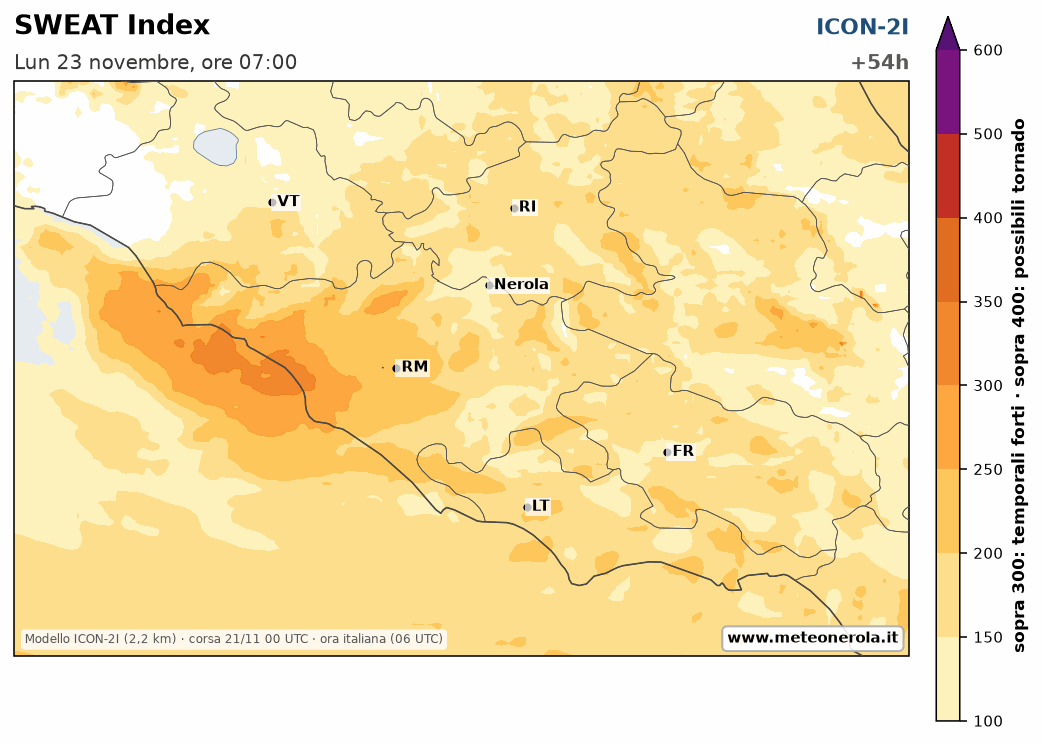 SWEAT Index
ICON-2I
Lun 23 novembre, ore 07:00
+54h
VT
RI
Nerola
RM
FR
LT
Modello ICON-2I (2,2 km) · corsa 21/11 00 UTC · ora italiana (06 UTC)
www.meteonerola.it
600
500
400
350
300
250
200
150
100
sopra 300: temporali forti · sopra 400: possibili tornado